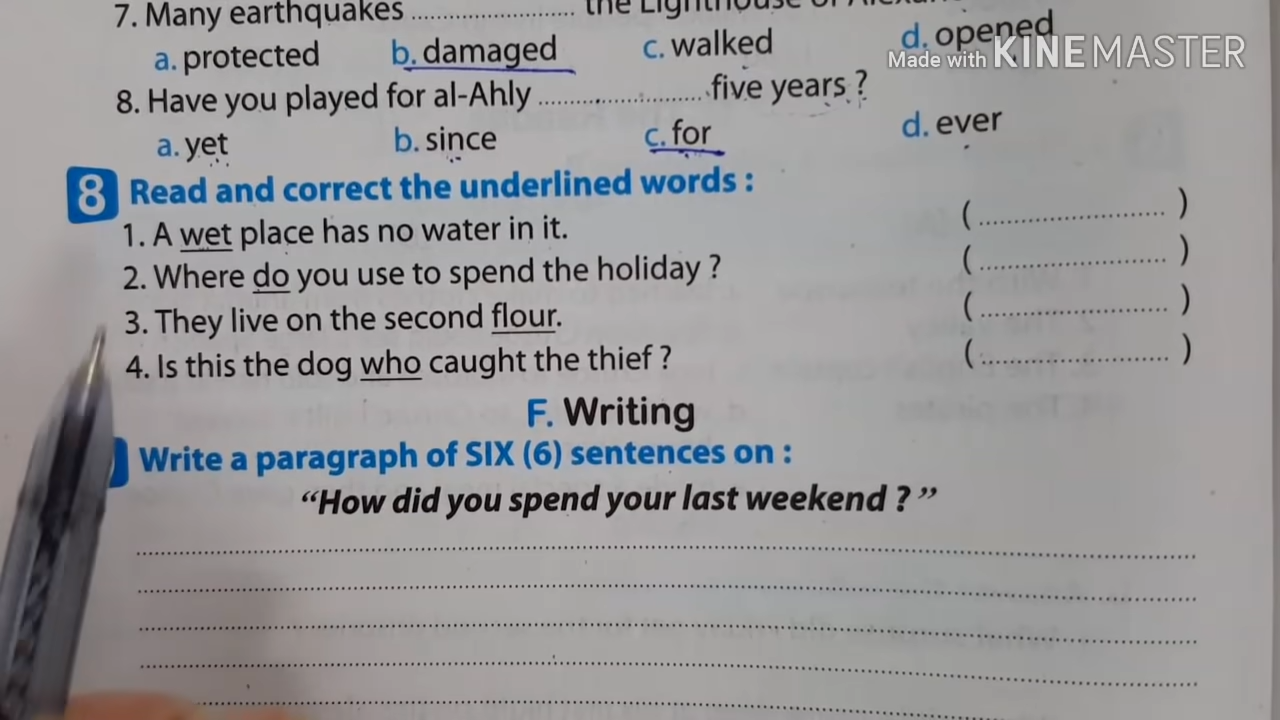 7. Many earthquakes ........................ the Lighthouse of
a. protected b. damaged c. walked d. opened
Made with KINEMASTER
8. Have you played for al-Ahly ........................ five years ?
a. yet b. since c. for d. ever
8 Read and correct the underlined words :
1. A wet place has no water in it. (........................)
2. Where do you use to spend the holiday ? (........................)
3. They live on the second flour. (........................)
4. Is this the dog who caught the thief ? (........................)
F. Writing
Write a paragraph of SIX (6) sentences on :
“How did you spend your last weekend ? ”